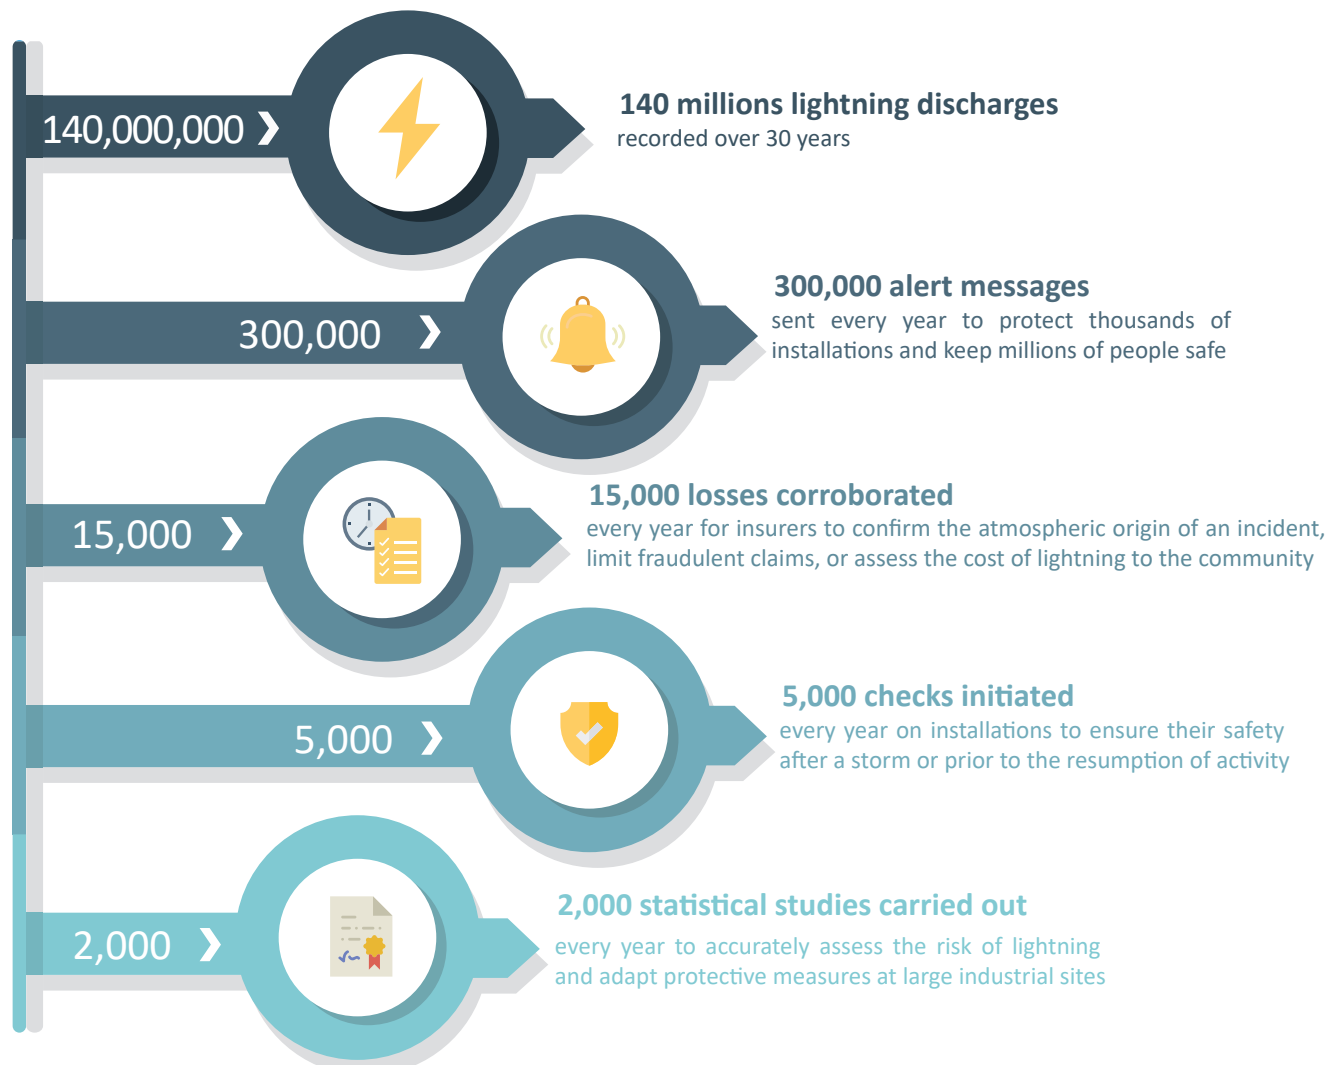 140,000,000
140 millions lightning discharges
recorded over 30 years
300,000
300,000 alert messages
sent every year to protect thousands of
installations and keep millions of people safe
15,000
15,000 losses corroborated
every year for insurers to confirm the atmospheric origin of an incident,
limit fraudulent claims, or assess the cost of lightning to the community
5,000
5,000 checks initiated
every year on installations to ensure their safety
after a storm or prior to the resumption of activity
2,000
2,000 statistical studies carried out
every year to accurately assess the risk of lightning
and adapt protective measures at large industrial sites